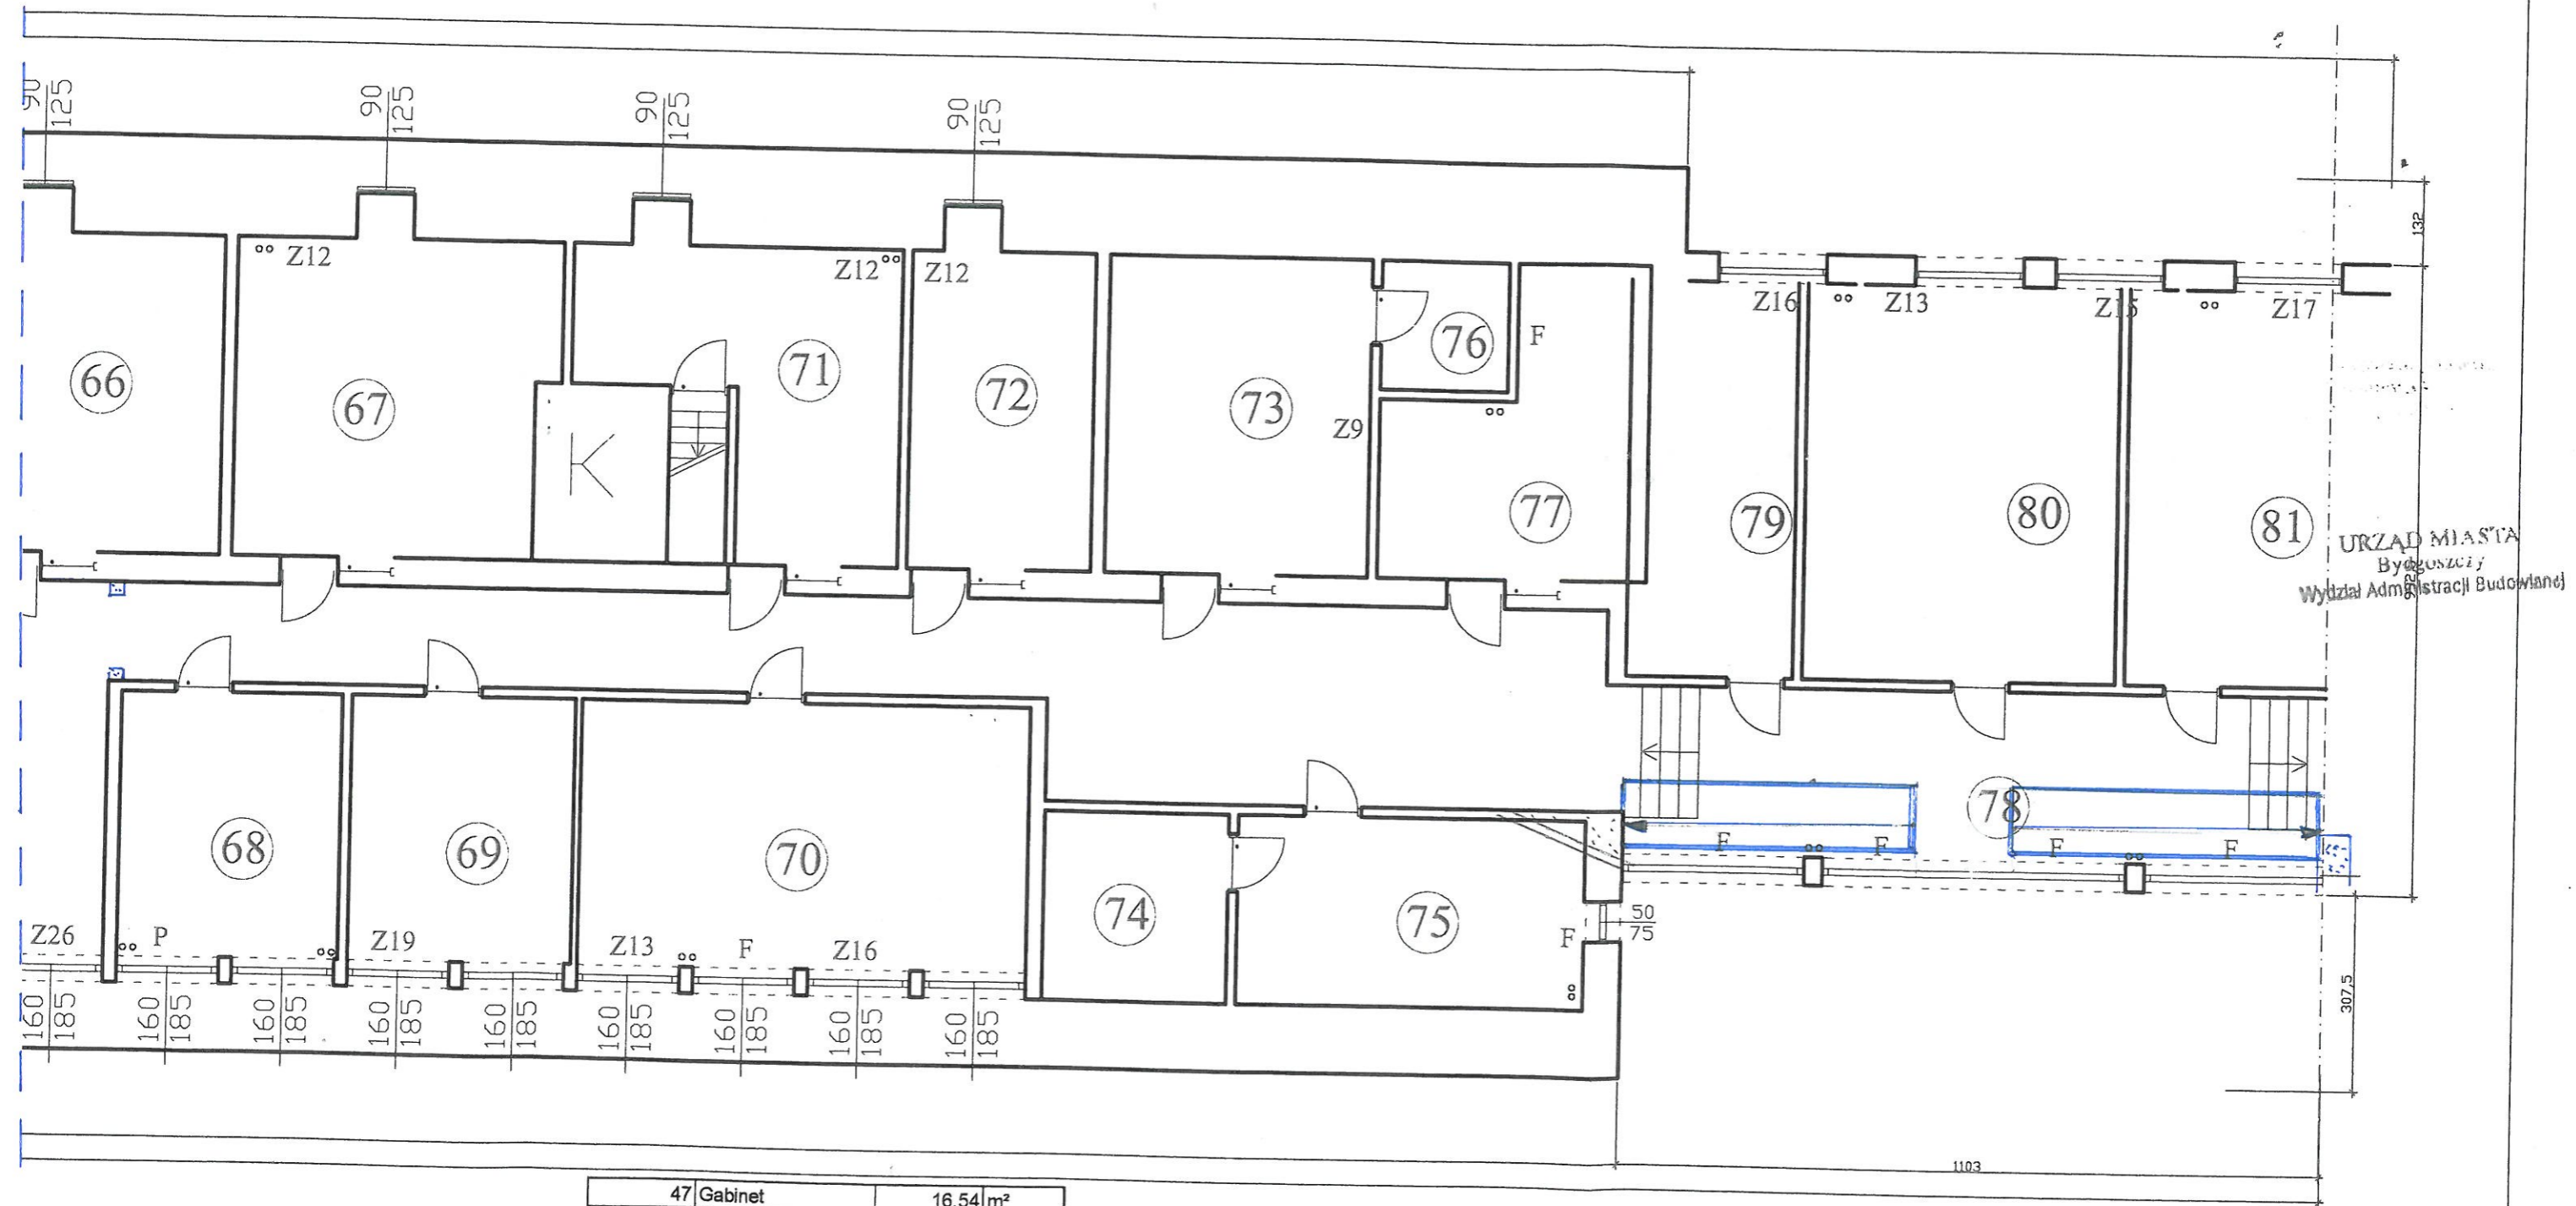 90
125
90
125
90
125
90
125
132
Z12
Z12
Z12
Z16
Z13
Z15
Z17
66
67
K
71
72
73
76
F
Z9
77
79
80
81
URZĄD MIASTA
Bydgoszczy
Wydział Administracji Budowlanej
68
69
70
74
75
78
F
F
F
F
Z26
P
Z19
Z13
F
Z16
F
50
75
160
185
160
185
160
185
160
185
160
185
160
185
160
185
160
185
160
185
307,5
1103
47 Gabinet 16.54 m²